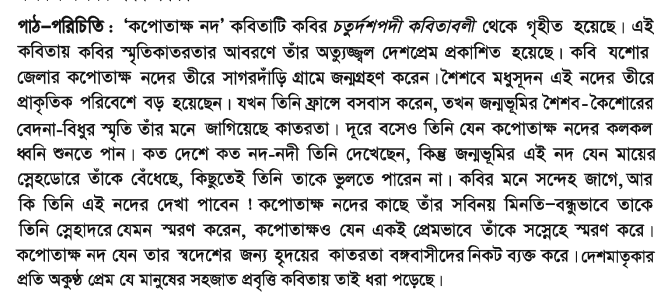 পাঠ-পরিচিতি : ‘কপোতাক্ষ নদ’ কবিতাটি কবির চতুর্দশপদী কবিতাবলী থেকে গৃহীত হয়েছে। এই
কবিতায় কবির স্মৃতিকাতরতার আবরণে তাঁর অত্যুজ্জ্বল দেশপ্রেম প্রকাশিত হয়েছে। কবি যশোর
জেলার কপোতাক্ষ নদের তীরে সাগরদাঁড়ি গ্রামে জন্মগ্রহণ করেন। শৈশবে মধুসূদন এই নদের তীরে
প্রাকৃতিক পরিবেশে বড় হয়েছেন। যখন তিনি ফ্রান্সে বসবাস করেন, তখন জন্মভূমির শৈশব-কৈশোরের
বেদনা-বিধুর স্মৃতি তাঁর মনে জাগিয়েছে কাতরতা। দূরে বসেও তিনি যেন কপোতাক্ষ নদের কলকল
ধ্বনি শুনতে পান। কত দেশে কত নদ-নদী তিনি দেখেছেন, কিন্তু জন্মভূমির এই নদ যেন মায়ের
স্নেহডোরে তাঁকে বেঁধেছে, কিছুতেই তিনি তাকে ভুলতে পারেন না। কবির মনে সন্দেহ জাগে, আর
কি তিনি এই নদের দেখা পাবেন ! কপোতাক্ষ নদের কাছে তাঁর সবিনয় মিনতি–বন্ধুভাবে তাকে
তিনি স্নেহাদরে যেমন স্মরণ করেন, কপোতাক্ষও যেন একই প্রেমভাবে তাঁকে সস্নেহে স্মরণ করে।
কপোতাক্ষ নদ যেন তার স্বদেশের জন্য হৃদয়ের কাতরতা বঙ্গবাসীদের নিকট ব্যক্ত করে। দেশমাতৃকার
প্রতি অকুণ্ঠ প্রেম যে মানুষের সহজাত প্রবৃত্তি কবিতায় তাই ধরা পড়েছে।